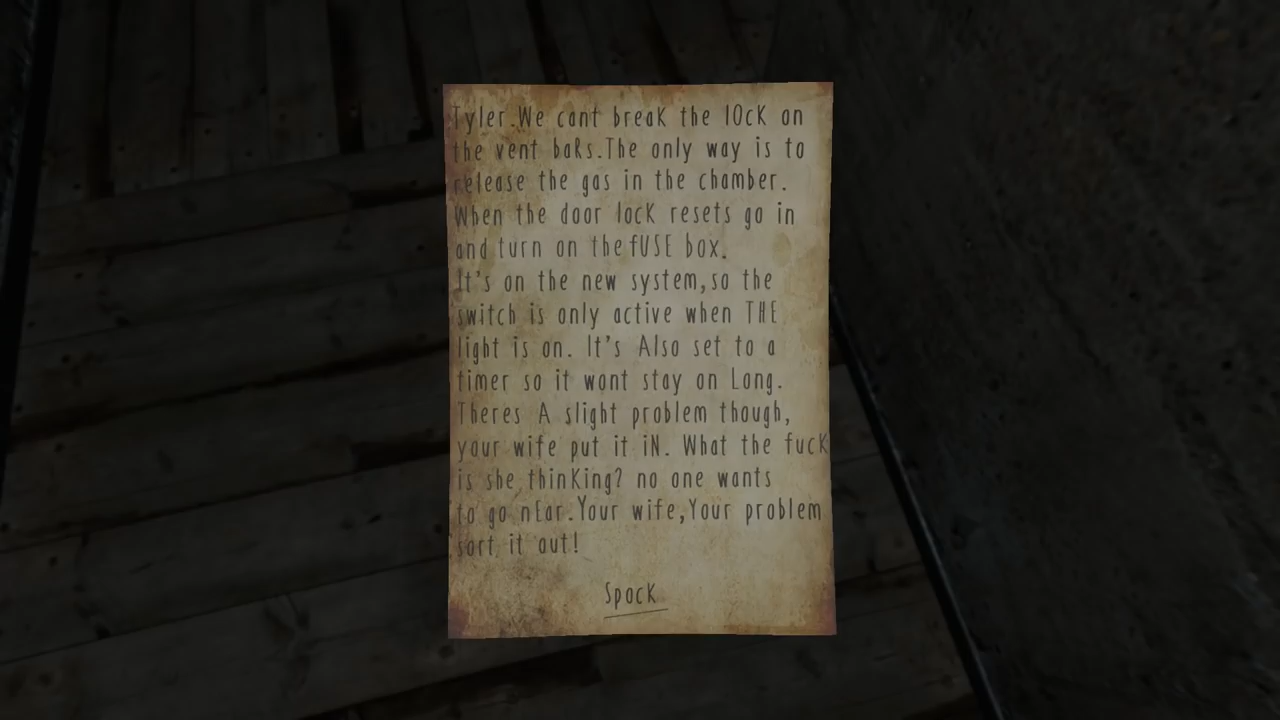 Tyler.We cant breaK the lOcK on
the vent baRs.The only way is to
release the gas in the chamber.
When the door locK resets go in
and turn on the fUSE box.
It's on the new system,so the
switch is only active when THE
light is on. It's Also set to a
timer so it wont stay on Long.
Theres A slight problem though,
your wife put it iN. What the fucK
is she thinKing? no one wants
to go nEar.Your wife,Your problem
sort it out!
SpocK